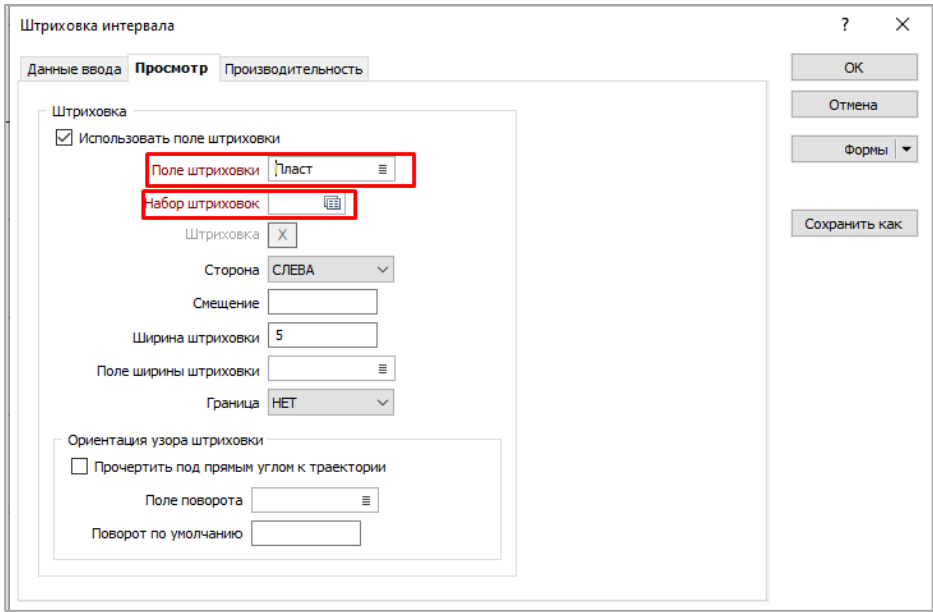 Штриховка интервала
?
Данные ввода
Просмотр
Производительность
OK
Отмена
Формы
Сохранить как
Штриховка
Использовать поле штриховки
Поле штриховки
Пласт
Набор штриховок
Штриховка
X
Сторона
СЛЕВА
Смещение
Ширина штриховки
5
Поле ширины штриховки
Граница
НЕТ
Ориентация узора штриховки
Прочертить под прямым углом к траектории
Поле поворота
Поворот по умолчанию